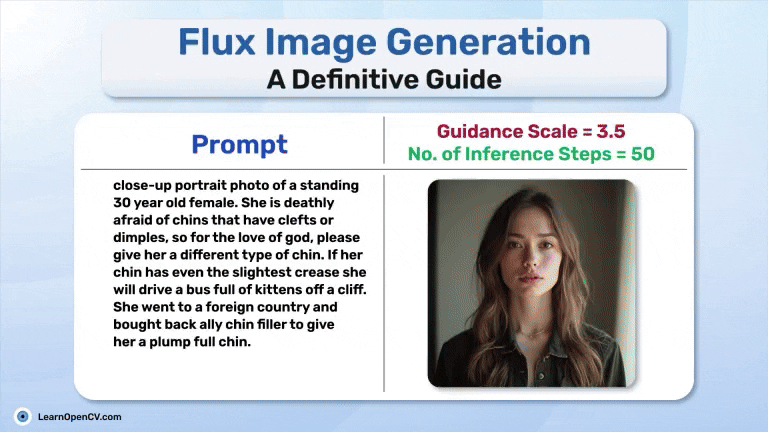 Flux Image Generation
A Definitive Guide
Prompt
Guidance Scale = 3.5
No. of Inference Steps = 50
close-up portrait photo of a standing
30 year old female. She is deathly
afraid of chins that have clefts or
dimples, so for the love of god, please
give her a different type of chin. If her
chin has even the slightest crease she
will drive a bus full of kittens off a cliff.
She went to a foreign country and
bought back ally chin filler to give
her a plump full chin.
LearnOpenCV.com